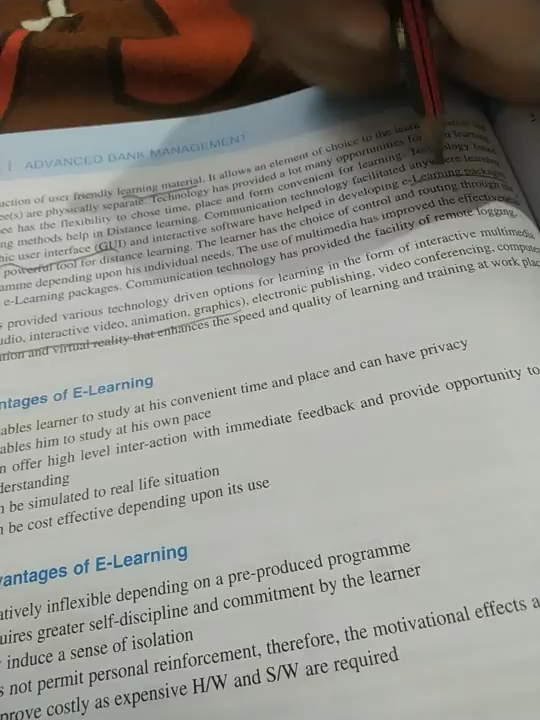 ADVANCED BANK MANAGEMENT
action of user friendly learning material. It allows an element of choice to the
ee(s) are physically separate. Technology has provided a lot many opportunities for
ee has the flexibility to chose time, place and form convenient for learning.
ng methods help in Distance learning. Communication technology facilitated anywhere learning
hic user interface (GUI) and interactive software have helped in developing e-Learning packages
powerful tool for distance learning. The learner has the choice of control and routing through
amme depending upon his individual needs. The use of multimedia has improved the
e-Learning packages. Communication technology has provided the facility of remote logging.
s provided various technology driven options for learning in the form of interactive multimedia
udio, interactive video, animation, graphics), electronic publishing, video conferencing,
tion and virtual reality that enhances the speed and quality of learning and training at work plac
ntages of E-Learning
ables learner to study at his convenient time and place and can have privacy
ables him to study at his own pace
n offer high level inter-action with immediate feedback and provide opportunity to
derstanding
n be simulated to real life situation
n be cost effective depending upon its use
vantages of E-Learning
atively inflexible depending on a pre-produced programme
uires greater self-discipline and commitment by the learner
induce a sense of isolation
s not permit personal reinforcement, therefore, the motivational effects a
prove costly as expensive H/W and S/W are required